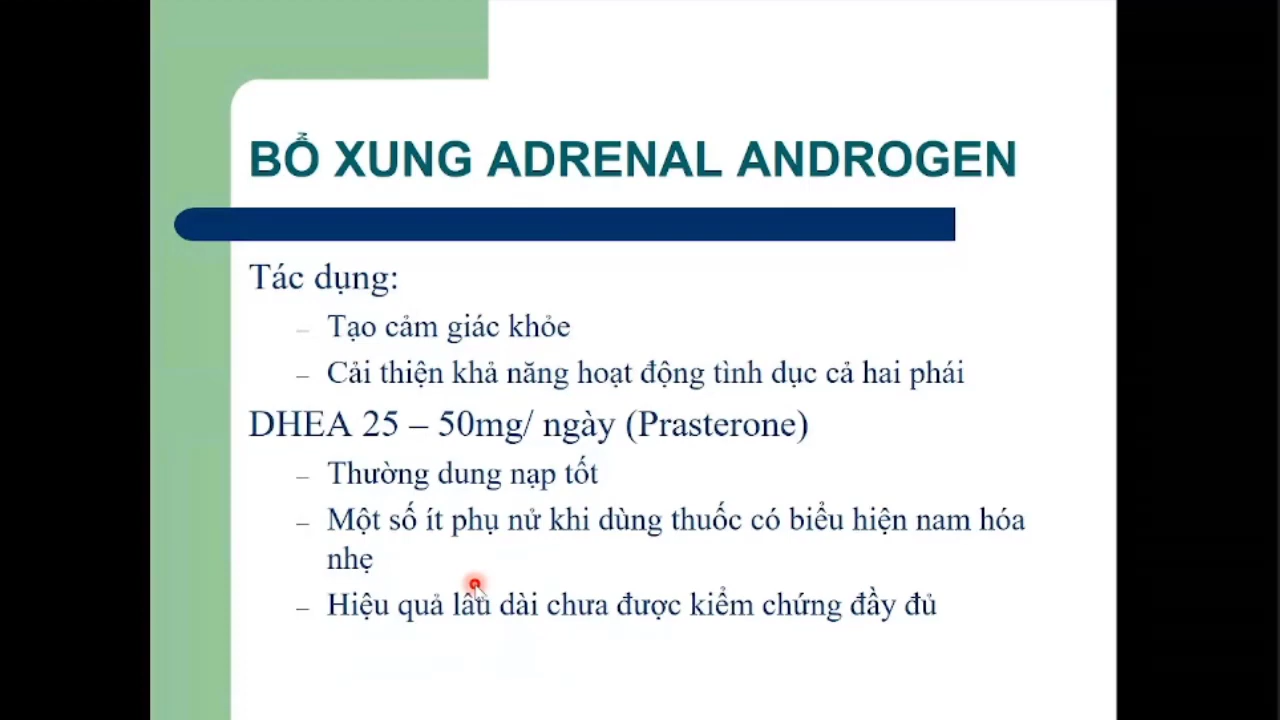 BỔ XUNG ADRENAL ANDROGEN
Tác dụng:
– Tạo cảm giác khỏe
– Cải thiện khả năng hoạt động tình dục cả hai phái
DHEA 25 – 50mg/ ngày (Prasterone)
– Thường dung nạp tốt
– Một số ít phụ nử khi dùng thuốc có biểu hiện nam hóa
nhẹ
– Hiệu quả lâu dài chưa được kiểm chứng đầy đủ